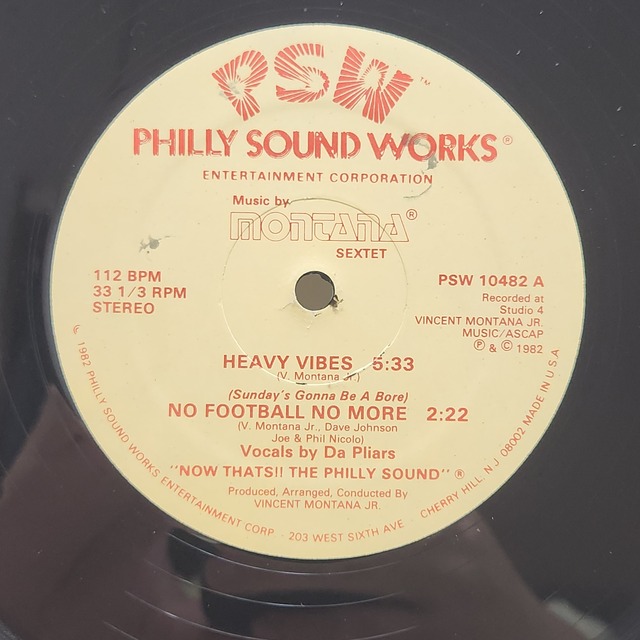 PSW™
PHILLY SOUND WORKS®
ENTERTAINMENT CORPORATION
Music by
MONTANA®
SEXTET
112 BPM
33 1/3 RPM
STEREO
PSW 10482 A
Recorded at
Studio 4
VINCENT MONTANA JR.
MUSIC/ASCAP
Ⓟ & © 1982
HEAVY VIBES 5:33
(V. Montana Jr.)
(Sunday's Gonna Be A Bore)
NO FOOTBALL NO MORE 2:22
(V. Montana Jr., Dave Johnson
Joe & Phil Nicolo)
Vocals by Da Pliars
"NOW THATS!! THE PHILLY SOUND"®
Produced, Arranged, Conducted By
VINCENT MONTANA JR.
© 1982 PHILLY SOUND WORKS ENTERTAINMENT CORP · 203 WEST SIXTH AVE CHERRY HILL, N.J. 08002 MADE IN U.S.A